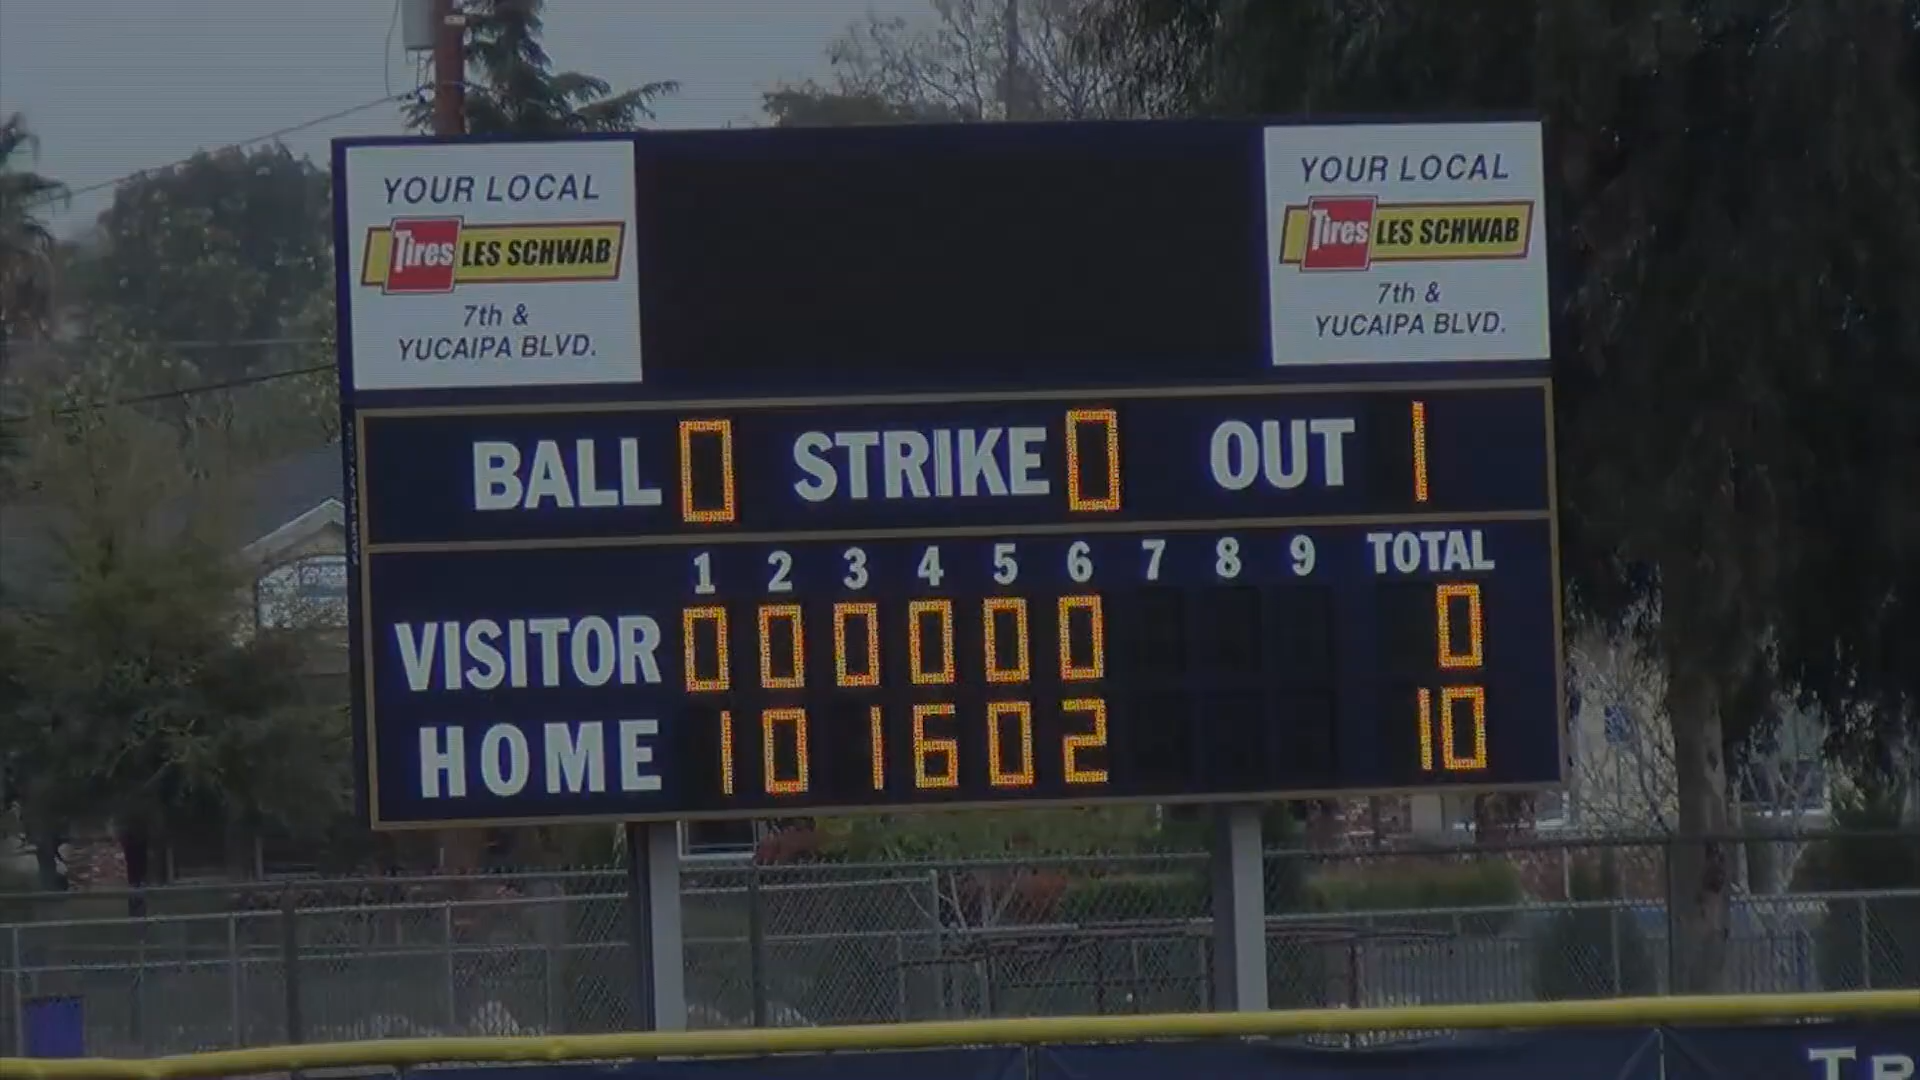 YOUR LOCAL
Tires LES SCHWAB
7th &
YUCAIPA BLVD.
YOUR LOCAL
Tires LES SCHWAB
7th &
YUCAIPA BLVD.
BALL 0 STRIKE 0 OUT 1
1 2 3 4 5 6 7 8 9 TOTAL
VISITOR 0 0 0 0 0 0 0
HOME 1 0 1 6 0 2 10